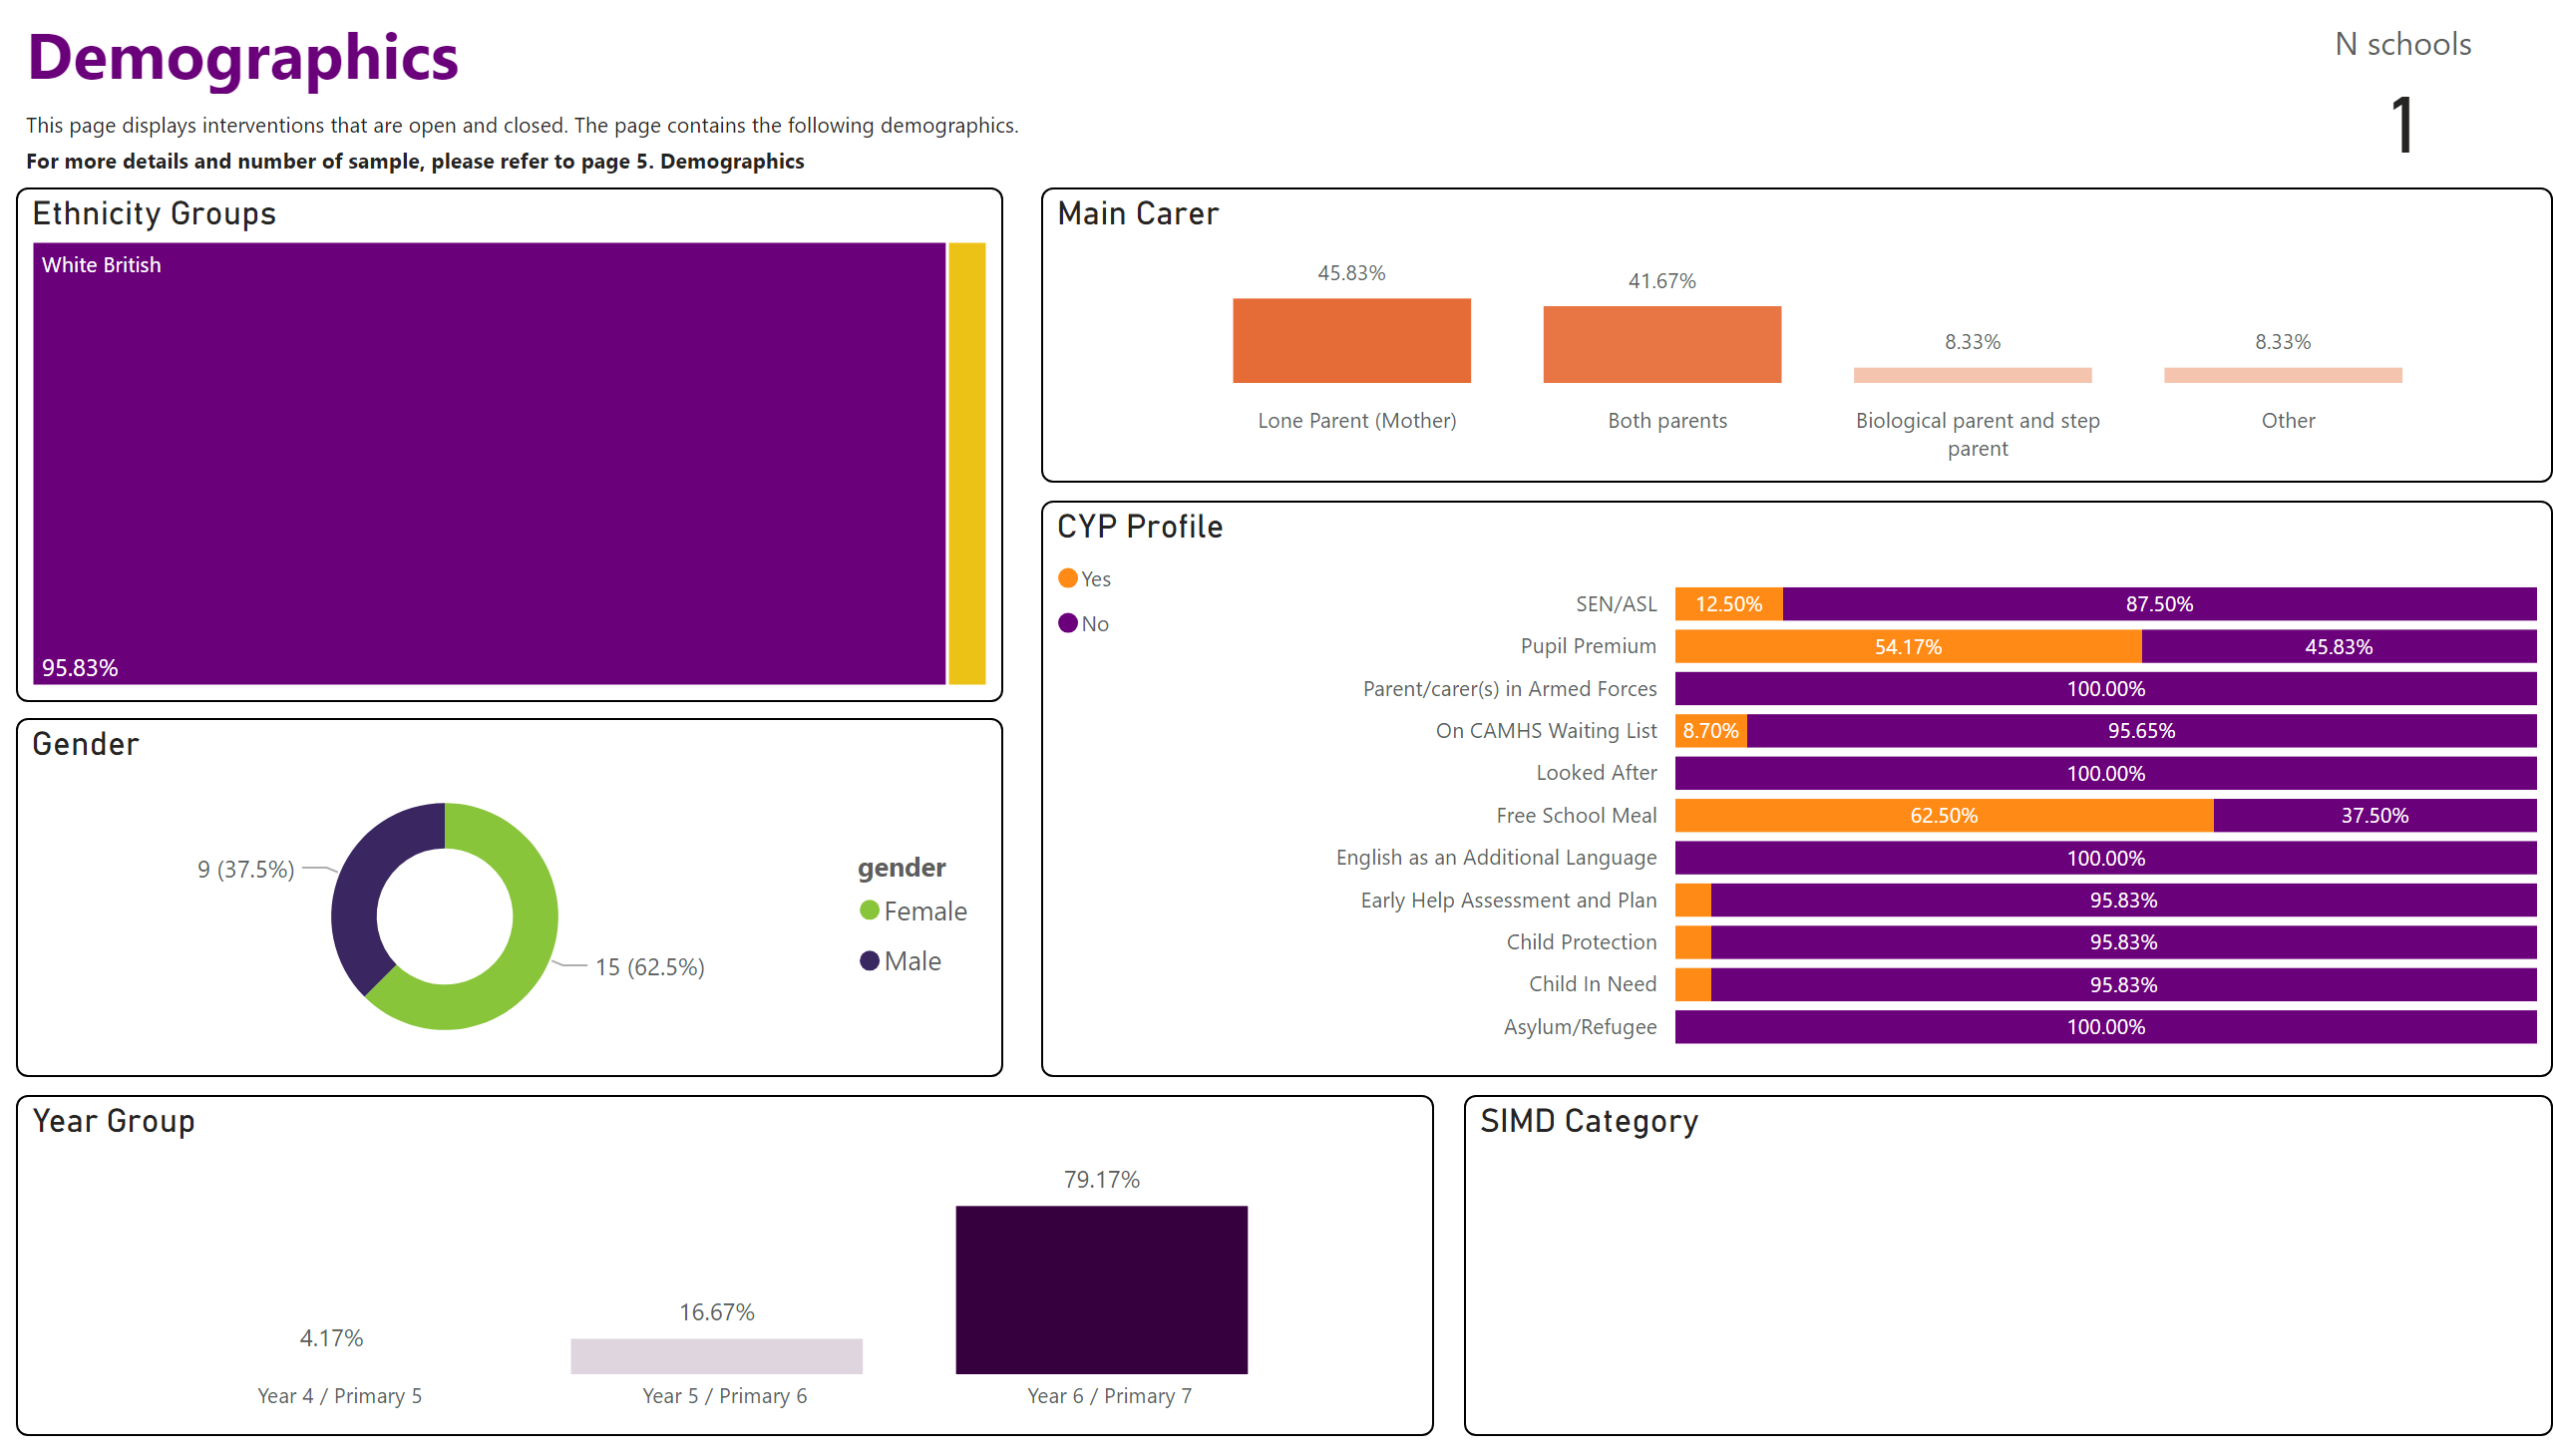 Demographics
N schools
1
This page displays interventions that are open and closed. The page contains the following demographics.
For more details and number of sample, please refer to page 5. Demographics
Ethnicity Groups
White British
95.83%
Main Carer
45.83%
41.67%
8.33%
8.33%
Lone Parent (Mother)
Both parents
Biological parent and step
parent
Other
CYP Profile
Yes
No
SEN/ASL
12.50%
87.50%
Pupil Premium
54.17%
45.83%
Parent/carer(s) in Armed Forces
100.00%
On CAMHS Waiting List
8.70%
95.65%
Looked After
100.00%
Free School Meal
62.50%
37.50%
English as an Additional Language
100.00%
Early Help Assessment and Plan
95.83%
Child Protection
95.83%
Child In Need
95.83%
Asylum/Refugee
100.00%
Gender
9 (37.5%)
15 (62.5%)
gender
Female
Male
Year Group
4.17%
16.67%
79.17%
Year 4 / Primary 5
Year 5 / Primary 6
Year 6 / Primary 7
SIMD Category